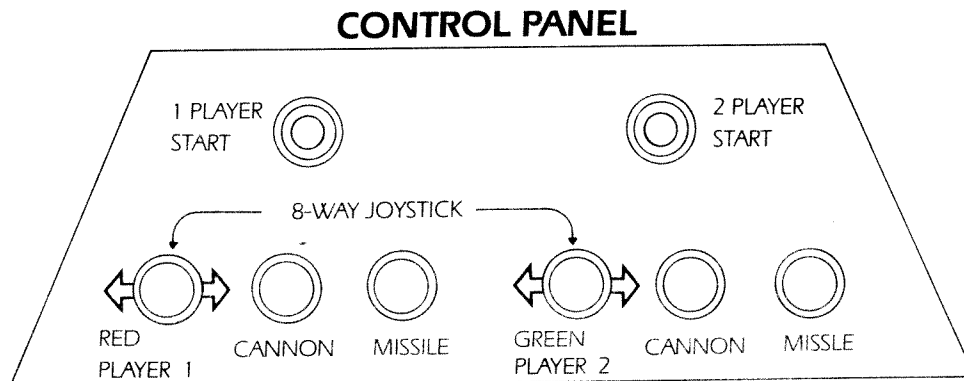 CONTROL PANEL
1 PLAYER
START
2 PLAYER
START
8-WAY JOYSTICK
RED
PLAYER 1
CANNON
MISSILE
GREEN
PLAYER 2
CANNON
MISSLE